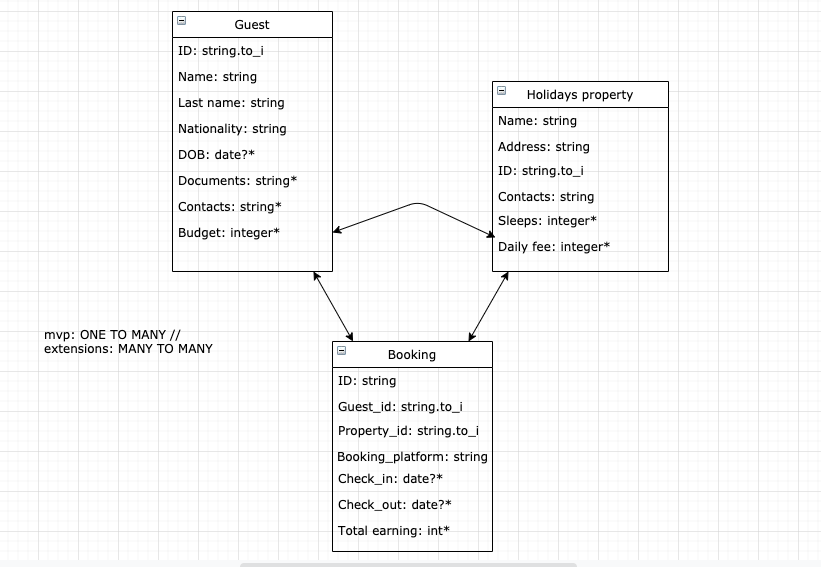 Guest
ID: string.to_i
Name: string
Last name: string
Nationality: string
DOB: date?*
Documents: string*
Contacts: string*
Budget: integer*
Holidays property
Name: string
Address: string
ID: string.to_i
Contacts: string
Sleeps: integer*
Daily fee: integer*
mvp: ONE TO MANY //
extensions: MANY TO MANY
Booking
ID: string
Guest_id: string.to_i
Property_id: string.to_i
Booking_platform: string
Check_in: date?*
Check_out: date?*
Total earning: int*